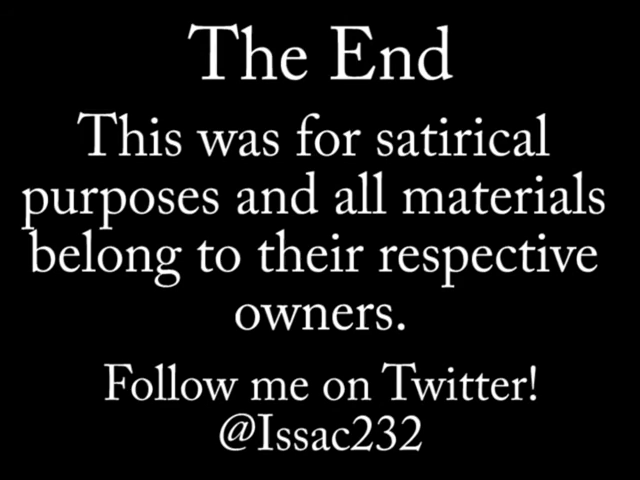 The End
This was for satirical
purposes and all materials
belong to their respective
owners.
Follow me on Twitter!
@Issac232